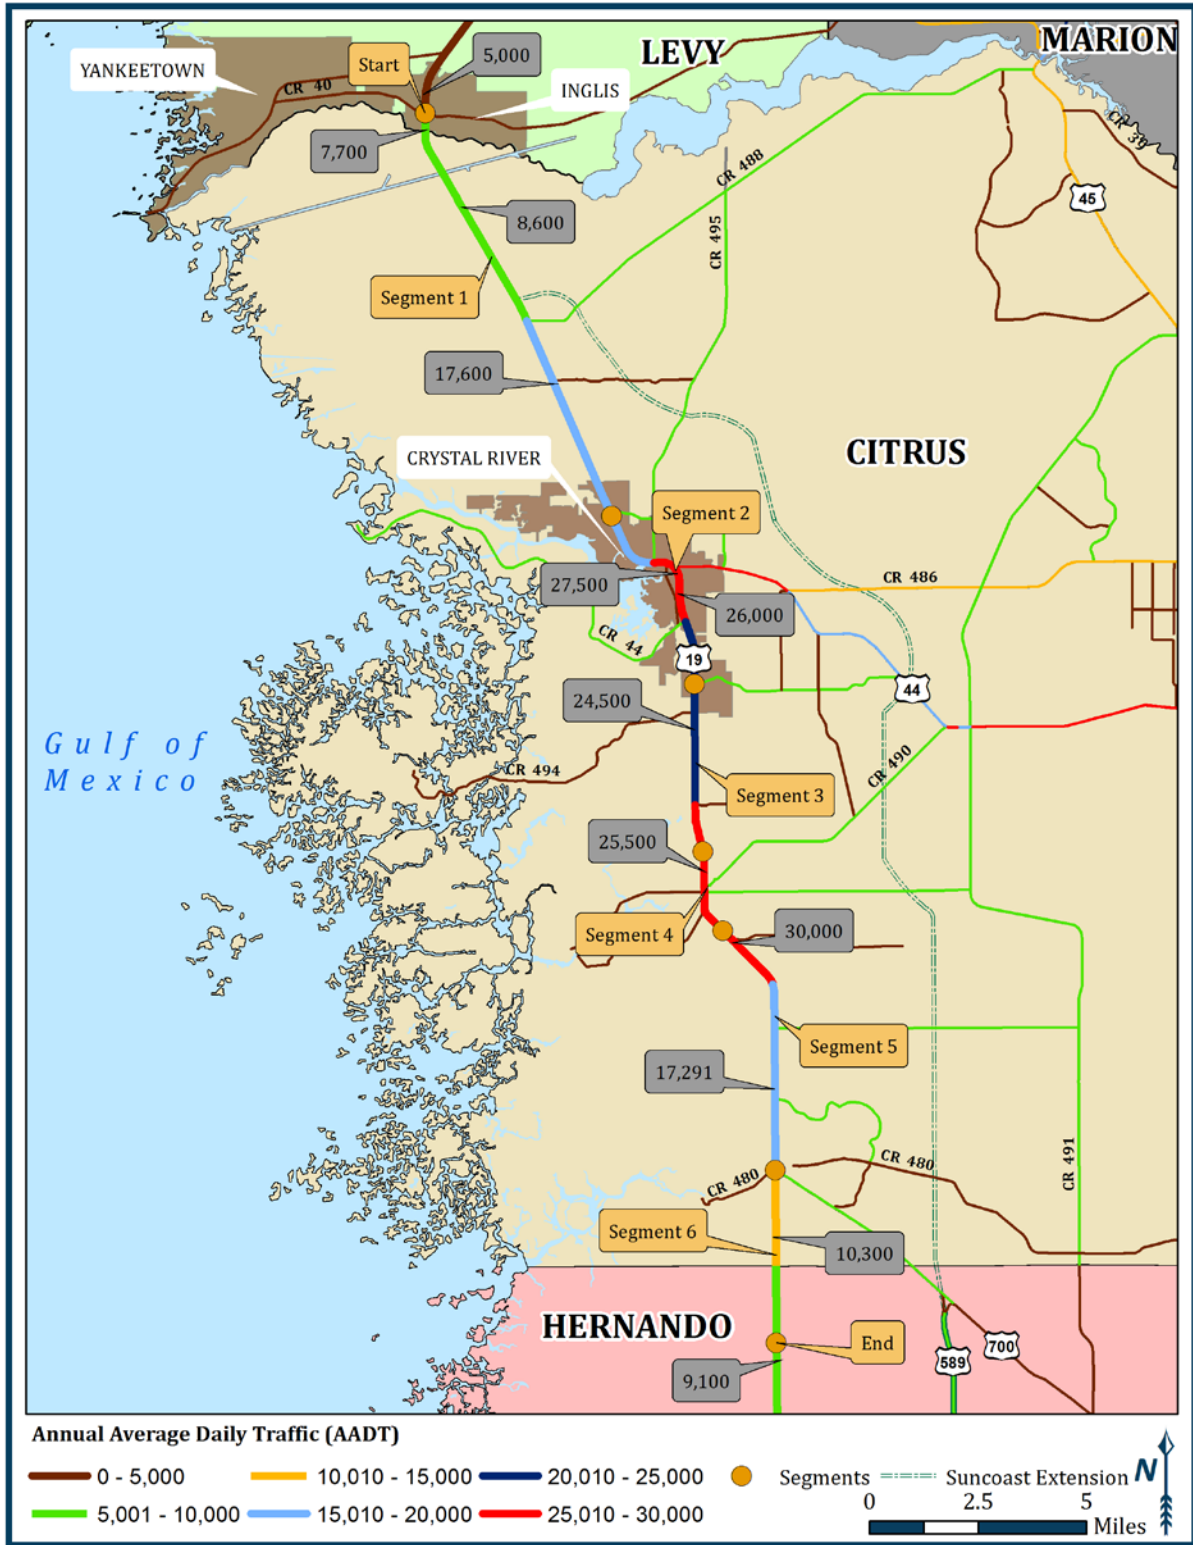 MARION
LEVY
5,000
Start
YANKEETOWN
CR 40
INGLIS
CR 39
7,700
CR 488
45
8,600
CR 495
Segment 1
17,600
CITRUS
CRYSTAL RIVER
Segment 2
27,500
CR 486
26,000
CR 44
19
44
24,500
Gulf of
Mexico
CR 494
CR 490
Segment 3
25,500
Segment 4
30,000
Segment 5
17,291
CR 491
CR 480
CR 480
Segment 6
10,300
HERNANDO
End
700
589
9,100
Annual Average Daily Traffic (AADT)
0 - 5,000
10,010 - 15,000
20,010 - 25,000
Segments
Suncoast Extension
N
5,001 - 10,000
15,010 - 20,000
25,010 - 30,000
0 2.5 5
Miles